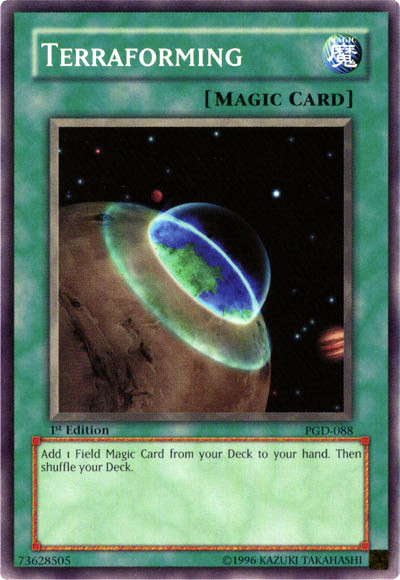 TERRAFORMING
MAGIC
魔
[MAGIC CARD]
1st Edition
PGD-088
Add 1 Field Magic Card from your Deck to your hand. Then
shuffle your Deck.
73628505
©1996 KAZUKI TAKAHASHI